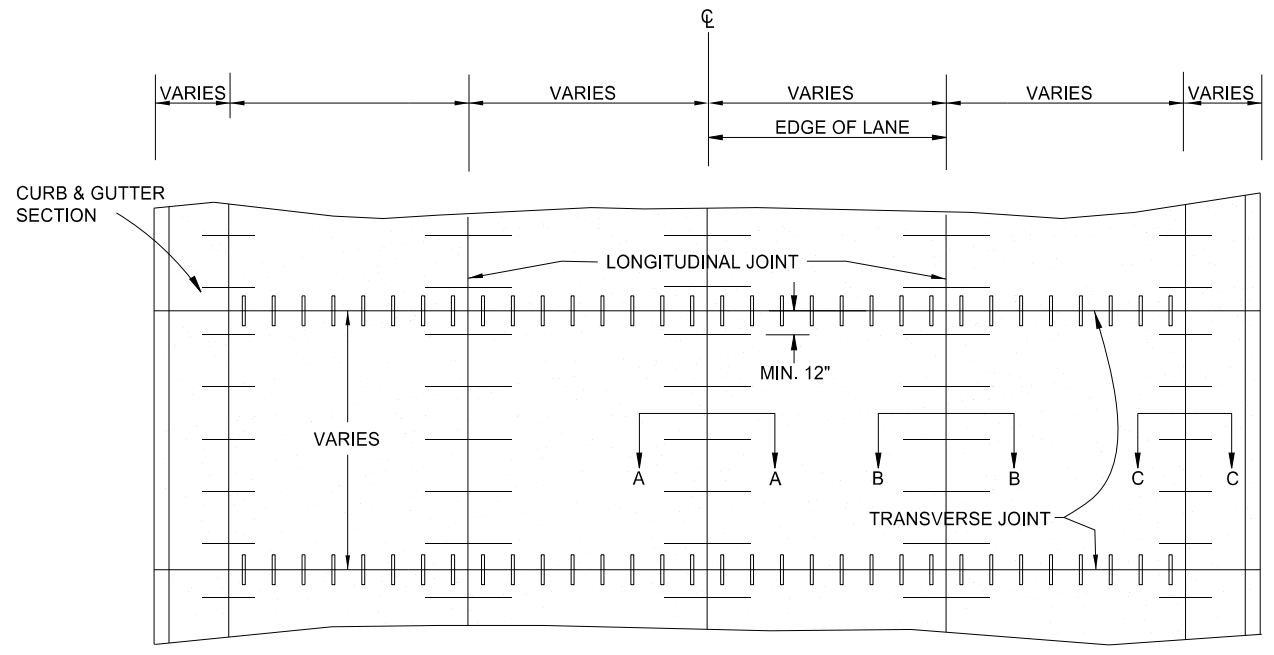 ℄
VARIES
VARIES
VARIES
VARIES
VARIES
EDGE OF LANE
CURB & GUTTER
SECTION
LONGITUDINAL JOINT
MIN. 12"
VARIES
A
A
B
B
C
C
TRANSVERSE JOINT